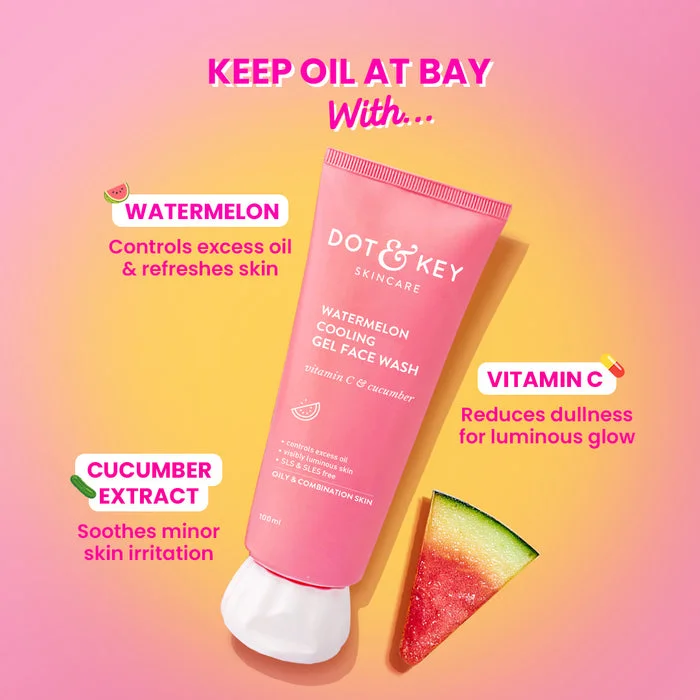 KEEP OIL AT BAY
With...
WATERMELON
Controls excess oil
& refreshes skin
DOT & KEY
SKINCARE
WATERMELON
COOLING
GEL FACE WASH
vitamin C & cucumber
• controls excess oil
• visibly luminous skin
• SLS & SLES free
OILY & COMBINATION SKIN
100ml
VITAMIN C
Reduces dullness
for luminous glow
CUCUMBER
EXTRACT
Soothes minor
skin irritation